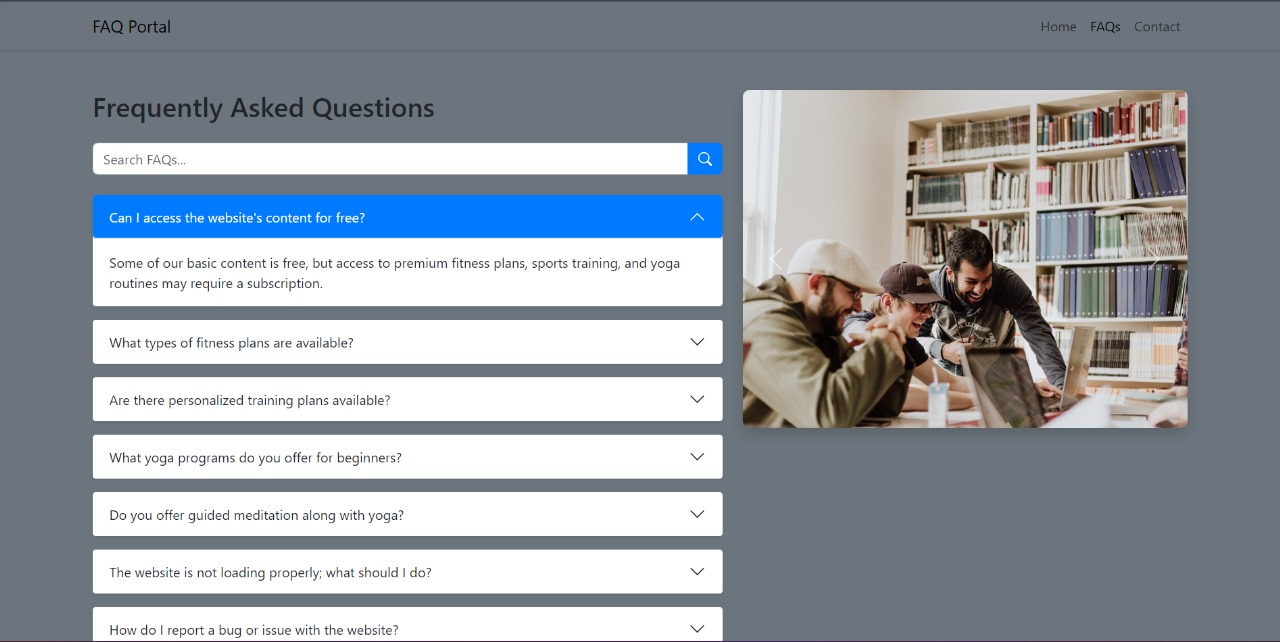 FAQ Portal
Home FAQs Contact
Frequently Asked Questions
Search FAQs...
Can I access the website's content for free?
Some of our basic content is free, but access to premium fitness plans, sports training, and yoga
routines may require a subscription.
What types of fitness plans are available?
Are there personalized training plans available?
What yoga programs do you offer for beginners?
Do you offer guided meditation along with yoga?
The website is not loading properly; what should I do?
How do I report a bug or issue with the website?